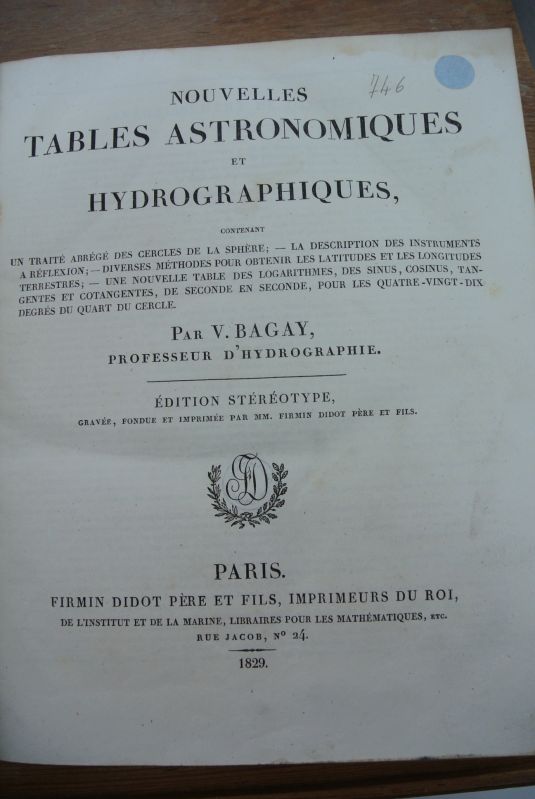 746
NOUVELLES
TABLES ASTRONOMIQUES
ET
HYDROGRAPHIQUES,
CONTENANT
UN TRAITÉ ABRÉGÉ DES CERCLES DE LA SPHÈRE; — LA DESCRIPTION DES INSTRUMENTS
A RÉFLEXION; — DIVERSES MÉTHODES POUR OBTENIR LES LATITUDES ET LES LONGITUDES
TERRESTRES; — UNE NOUVELLE TABLE DES LOGARITHMES, DES SINUS, COSINUS, TAN-
GENTES ET COTANGENTES, DE SECONDE EN SECONDE, POUR LES QUATRE-VINGT-DIX
DEGRÉS DU QUART DU CERCLE.
PAR V. BAGAY,
PROFESSEUR D'HYDROGRAPHIE.
ÉDITION STÉRÉOTYPE,
GRAVÉE, FONDUE ET IMPRIMÉE PAR MM. FIRMIN DIDOT PÈRE ET FILS.
FD
PARIS.
FIRMIN DIDOT PÈRE ET FILS, IMPRIMEURS DU ROI,
DE L'INSTITUT ET DE LA MARINE, LIBRAIRES POUR LES MATHÉMATIQUES, ETC.
RUE JACOB, Nº 24.
1829.